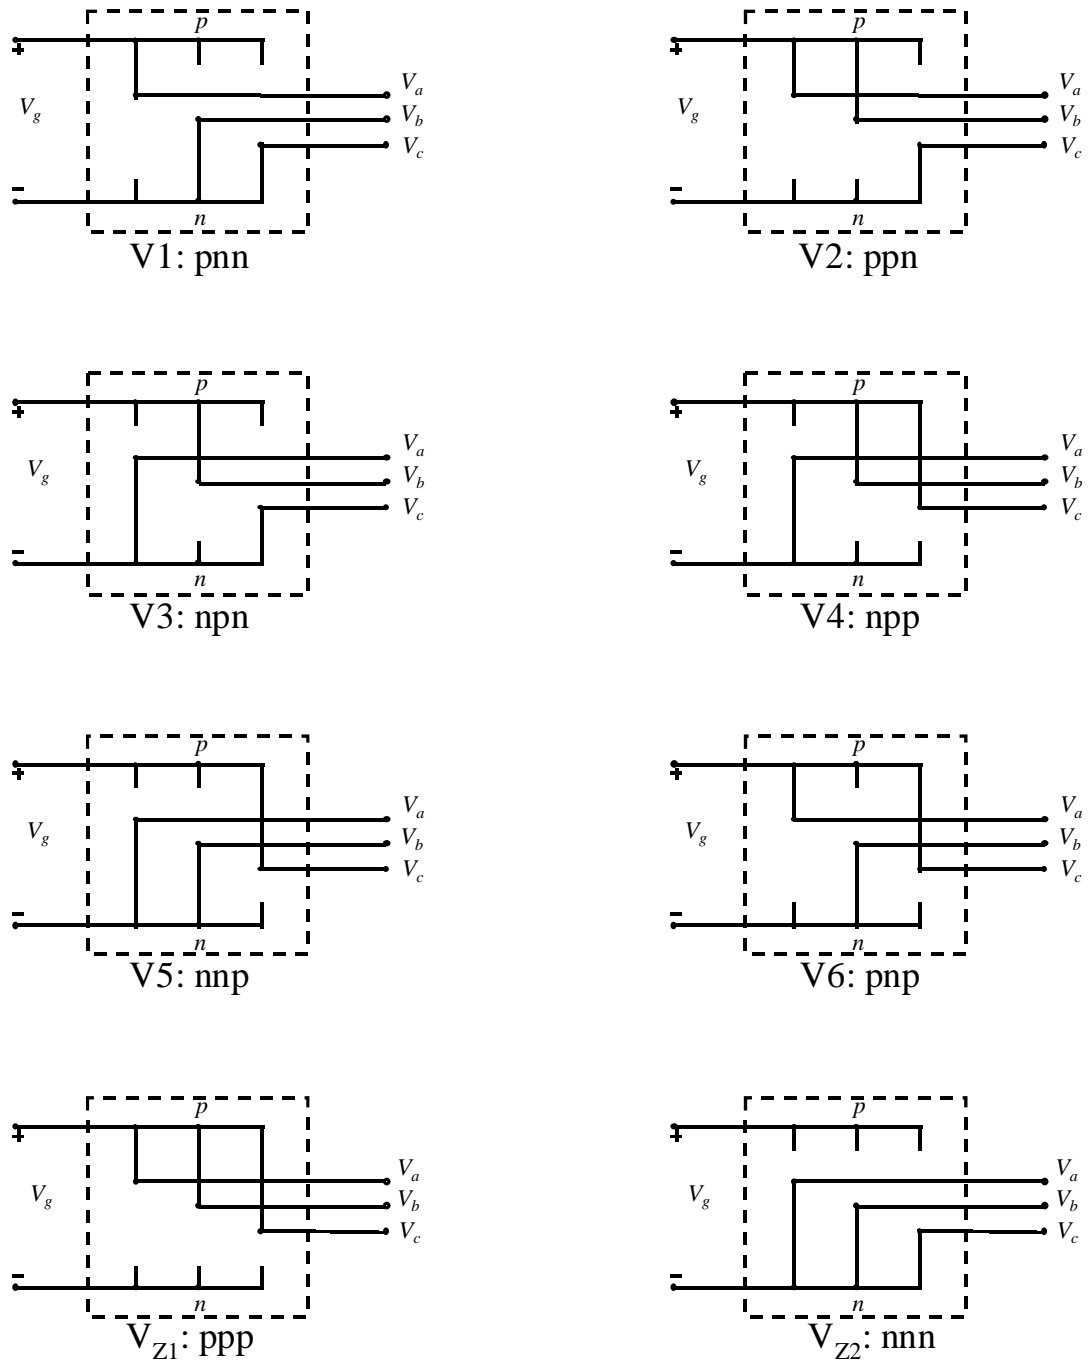 p
+
V_g
V_a
V_b
V_c
−
n
V1: pnn
p
+
V_g
V_a
V_b
V_c
−
n
V2: ppn
p
+
V_g
V_a
V_b
V_c
−
n
V3: npn
p
+
V_g
V_a
V_b
V_c
−
n
V4: npp
p
+
V_g
V_a
V_b
V_c
−
n
V5: nnp
p
+
V_g
V_a
V_b
V_c
−
n
V6: pnp
p
+
V_g
V_a
V_b
V_c
−
n
V_Z1: ppp
p
+
V_g
V_a
V_b
V_c
−
n
V_Z2: nnn